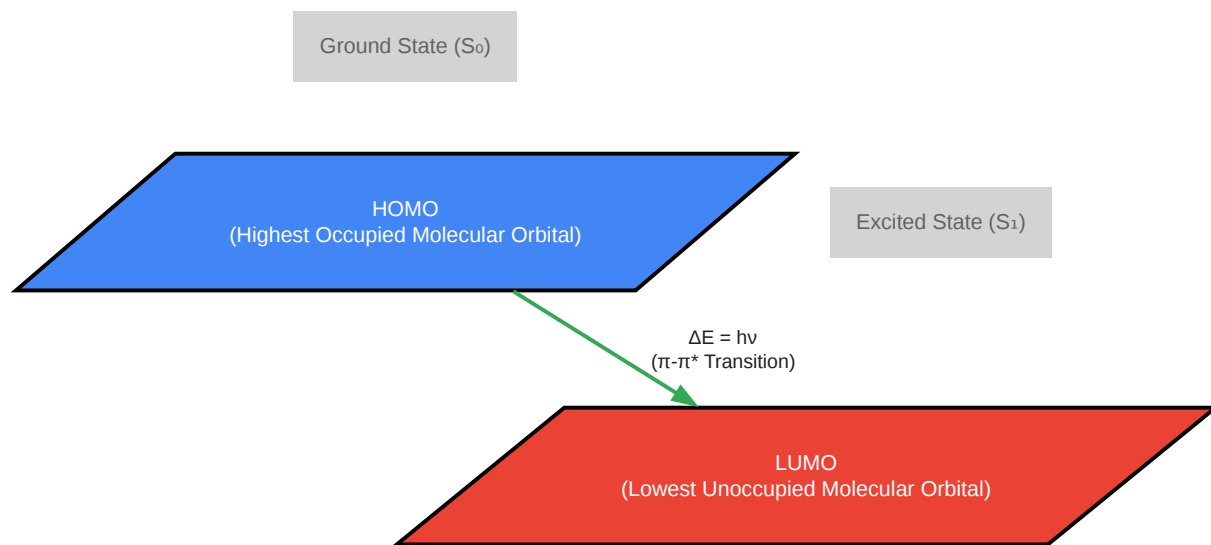 Ground State (S₀)
HOMO
(Highest Occupied Molecular Orbital)
Excited State (S₁)
ΔE = hν
(π-π* Transition)
LUMO
(Lowest Unoccupied Molecular Orbital)